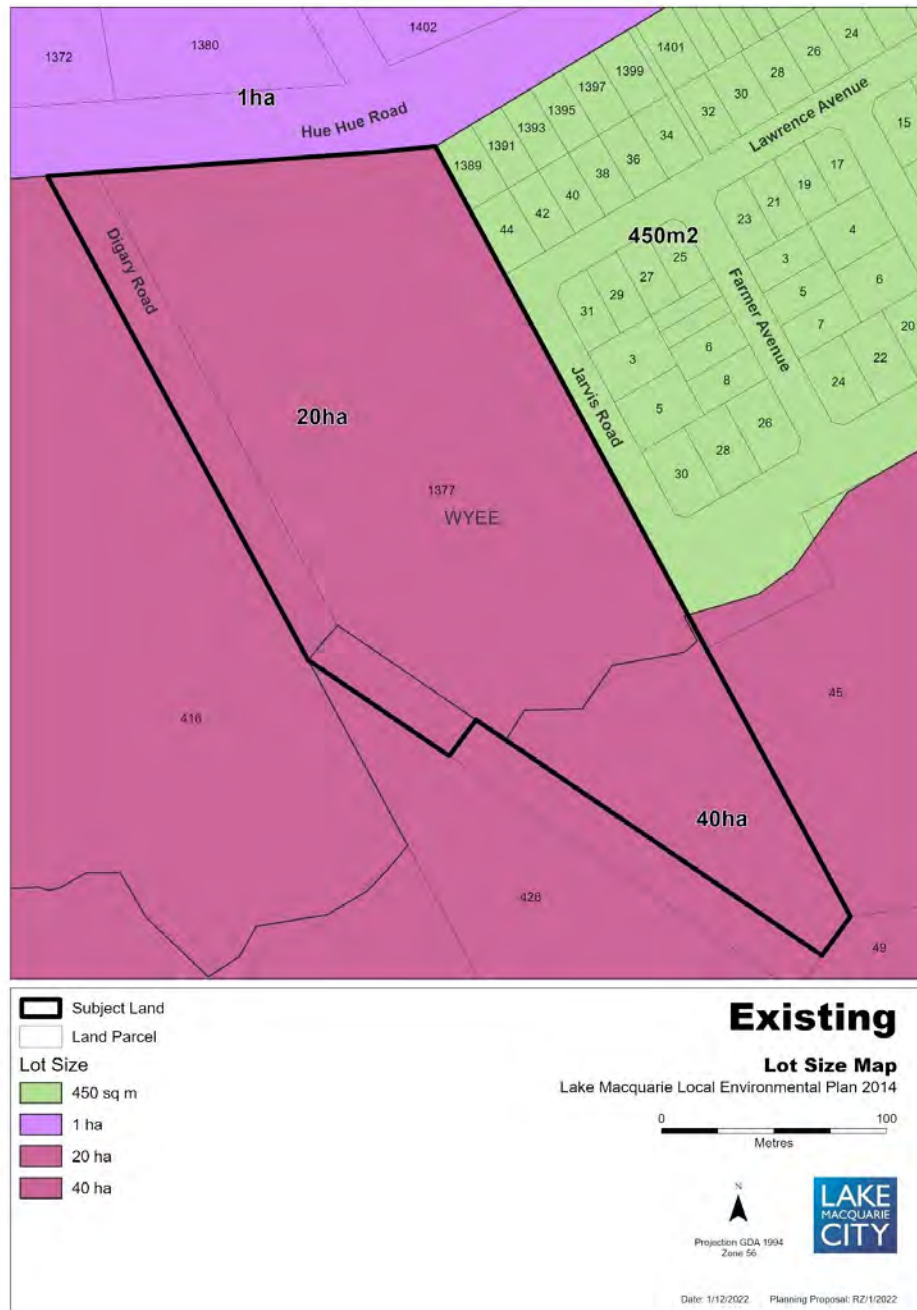 1372
1380
1402
1ha
Hue Hue Road
1389
1391
1393
1395
1397
1399
1401
44
42
40
38
36
34
32
30
28
26
24
Lawrence Avenue
15
17
19
21
23
450m2
25
27
29
31
3
5
6
8
30
28
26
Jarvis Road
Farmer Avenue
3
5
7
24
4
6
20
22
Digary Road
20ha
1377
WYEE
416
45
40ha
426
49
Subject Land
Land Parcel
Lot Size
450 sq m
1 ha
20 ha
40 ha
Existing
Lot Size Map
Lake Macquarie Local Environmental Plan 2014
0 100
Metres
N
Projection GDA 1994
Zone 56
LAKE
MACQUARIE
CITY
Date: 1/12/2022 Planning Proposal: RZ/1/2022